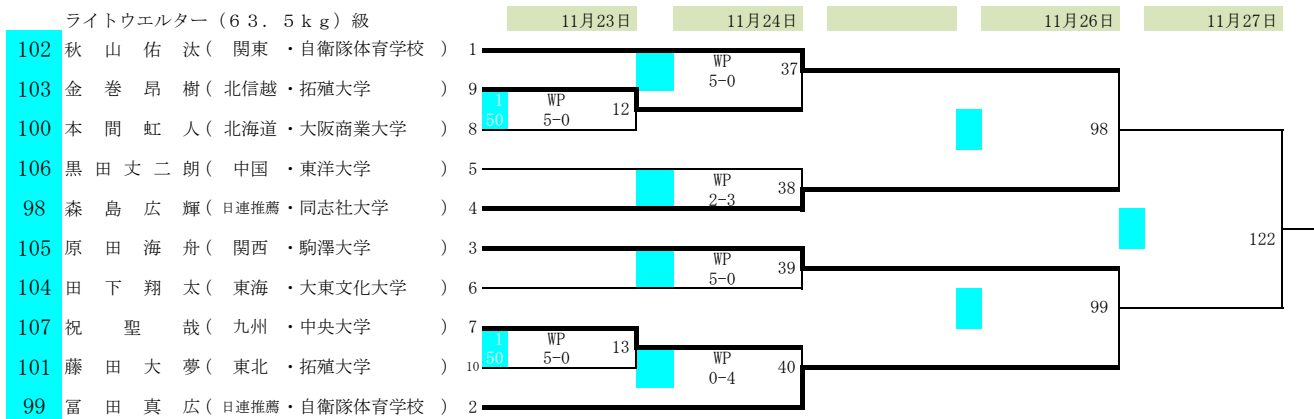 ライトウエルター（６３．５ｋｇ）級 11月23日 11月24日 11月26日 11月27日
102 秋山佑汰（ 関東 ・自衛隊体育学校 ） 1
WP 37
5-0
103 金巻昂樹（ 北信越 ・拓殖大学 ） 9
1 WP 12
50 5-0
100 本間虹人（ 北海道 ・大阪商業大学 ） 8
98
106 黒田丈二朗（ 中国 ・東洋大学 ） 5
WP 38
2-3
98 森島広輝（ 日連推薦 ・同志社大学 ） 4
122
105 原田海舟（ 関西 ・駒澤大学 ） 3
WP 39
5-0
104 田下翔太（ 東海 ・大東文化大学 ） 6
99
107 祝聖哉（ 九州 ・中央大学 ） 7
1 WP 13
50 5-0
101 藤田大夢（ 東北 ・拓殖大学 ） 10
WP 40
0-4
99 冨田真広（ 日連推薦 ・自衛隊体育学校 ） 2